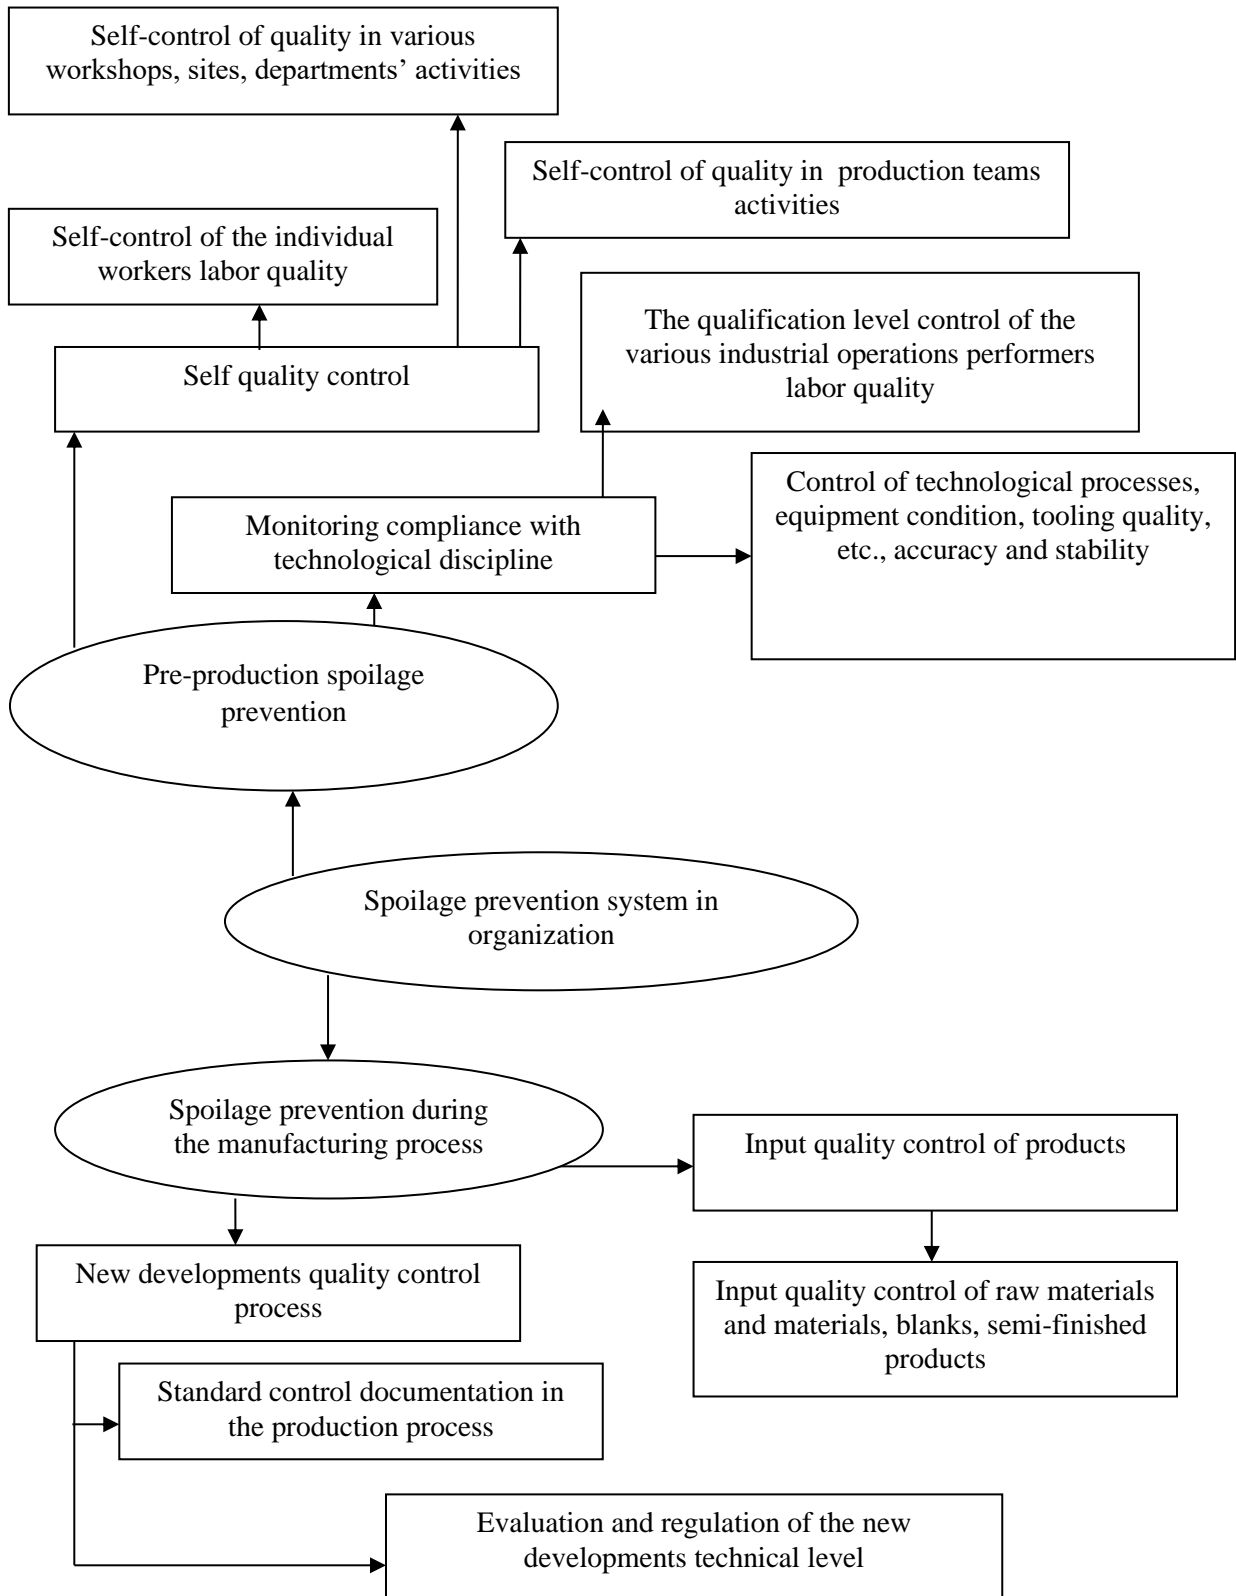 Self-control of quality in various
workshops, sites, departments’ activities
Self-control of quality in production teams
activities
Self-control of the individual
workers labor quality
The qualification level control of the
various industrial operations performers
labor quality
Self quality control
Control of technological processes,
equipment condition, tooling quality,
etc., accuracy and stability
Monitoring compliance with
technological discipline
Pre-production spoilage
prevention
Spoilage prevention system in
organization
Spoilage prevention during
the manufacturing process
Input quality control of products
New developments quality control
process
Input quality control of raw materials
and materials, blanks, semi-finished
products
Standard control documentation in
the production process
Evaluation and regulation of the new
developments technical level